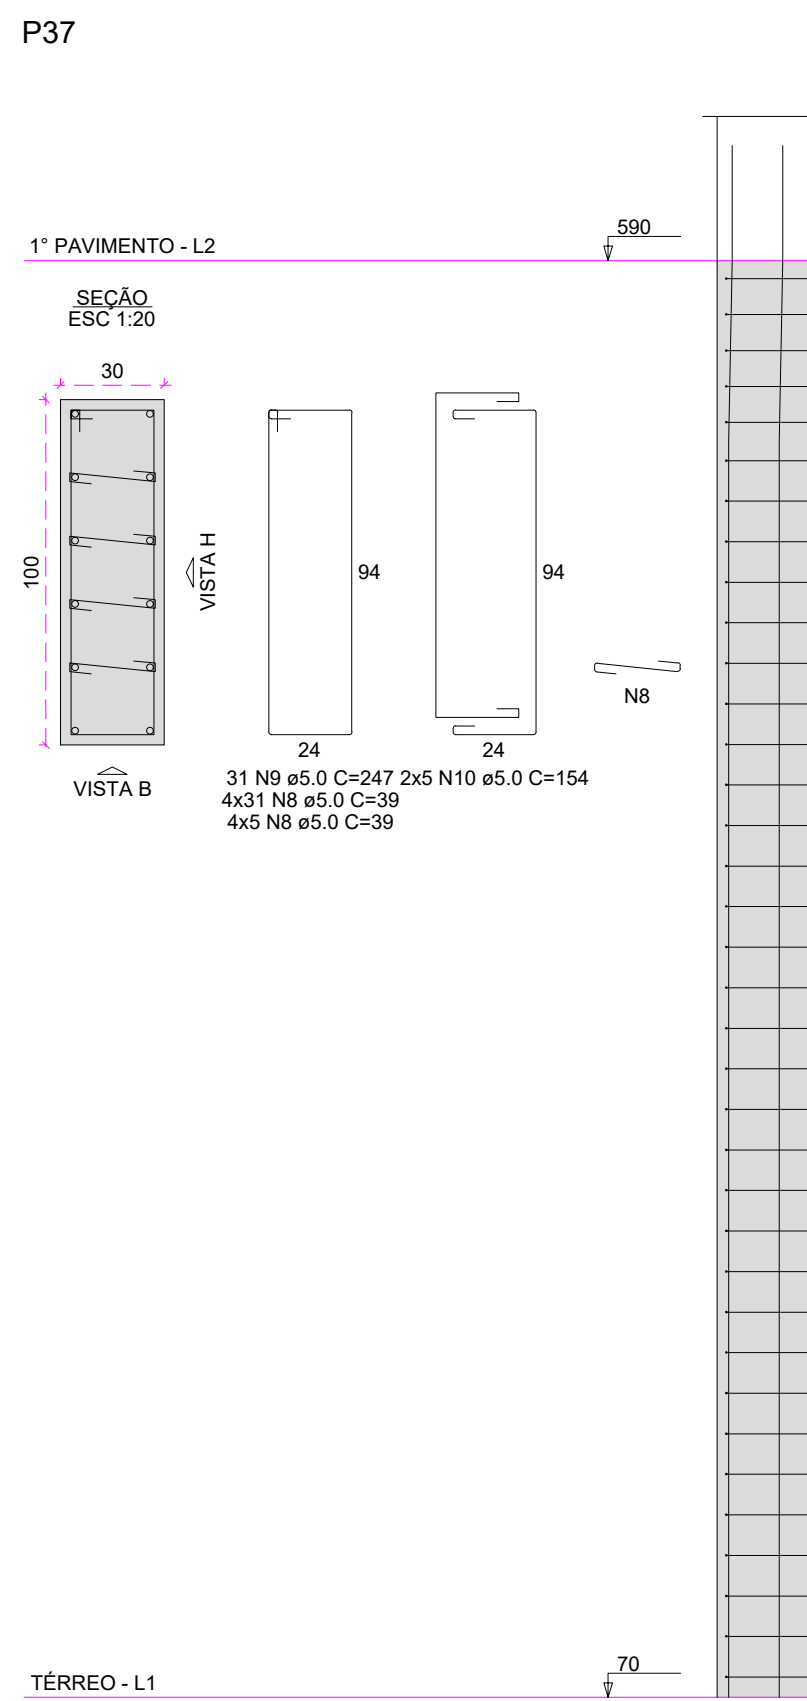 P37
590
1° PAVIMENTO - L2
SEÇÃO
ESC 1:20
30
100
VISTA H
94
94
N8
VISTA B
24
24
31 N9 ø5.0 C=247
2x5 N10 ø5.0 C=154
4x31 N8 ø5.0 C=39
4x5 N8 ø5.0 C=39
70
TÉRREO - L1